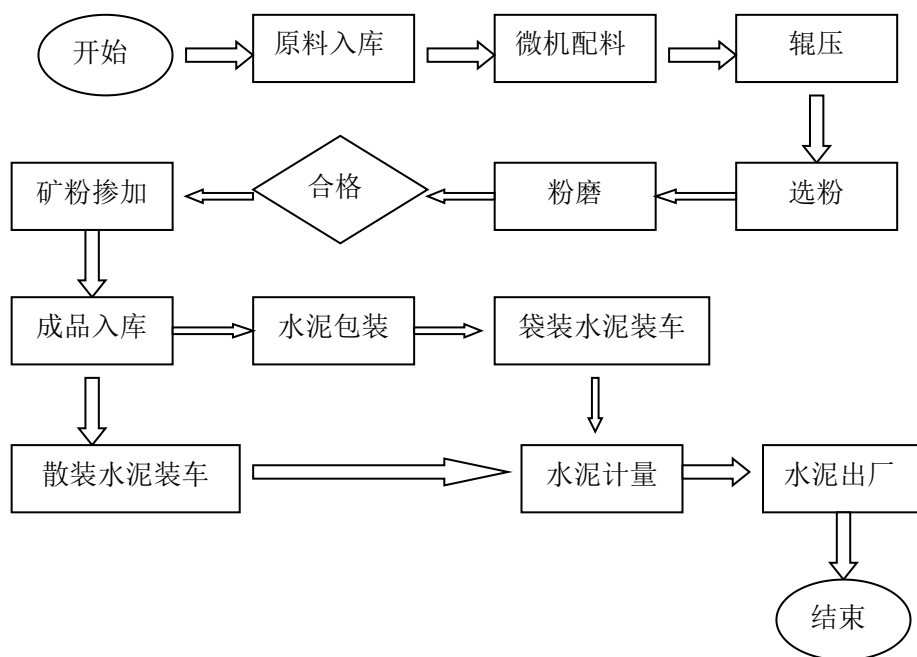 开始
原料入库
微机配料
辊压
选粉
粉磨
合格
矿粉掺加
成品入库
水泥包装
袋装水泥装车
散装水泥装车
水泥计量
水泥出厂
结束